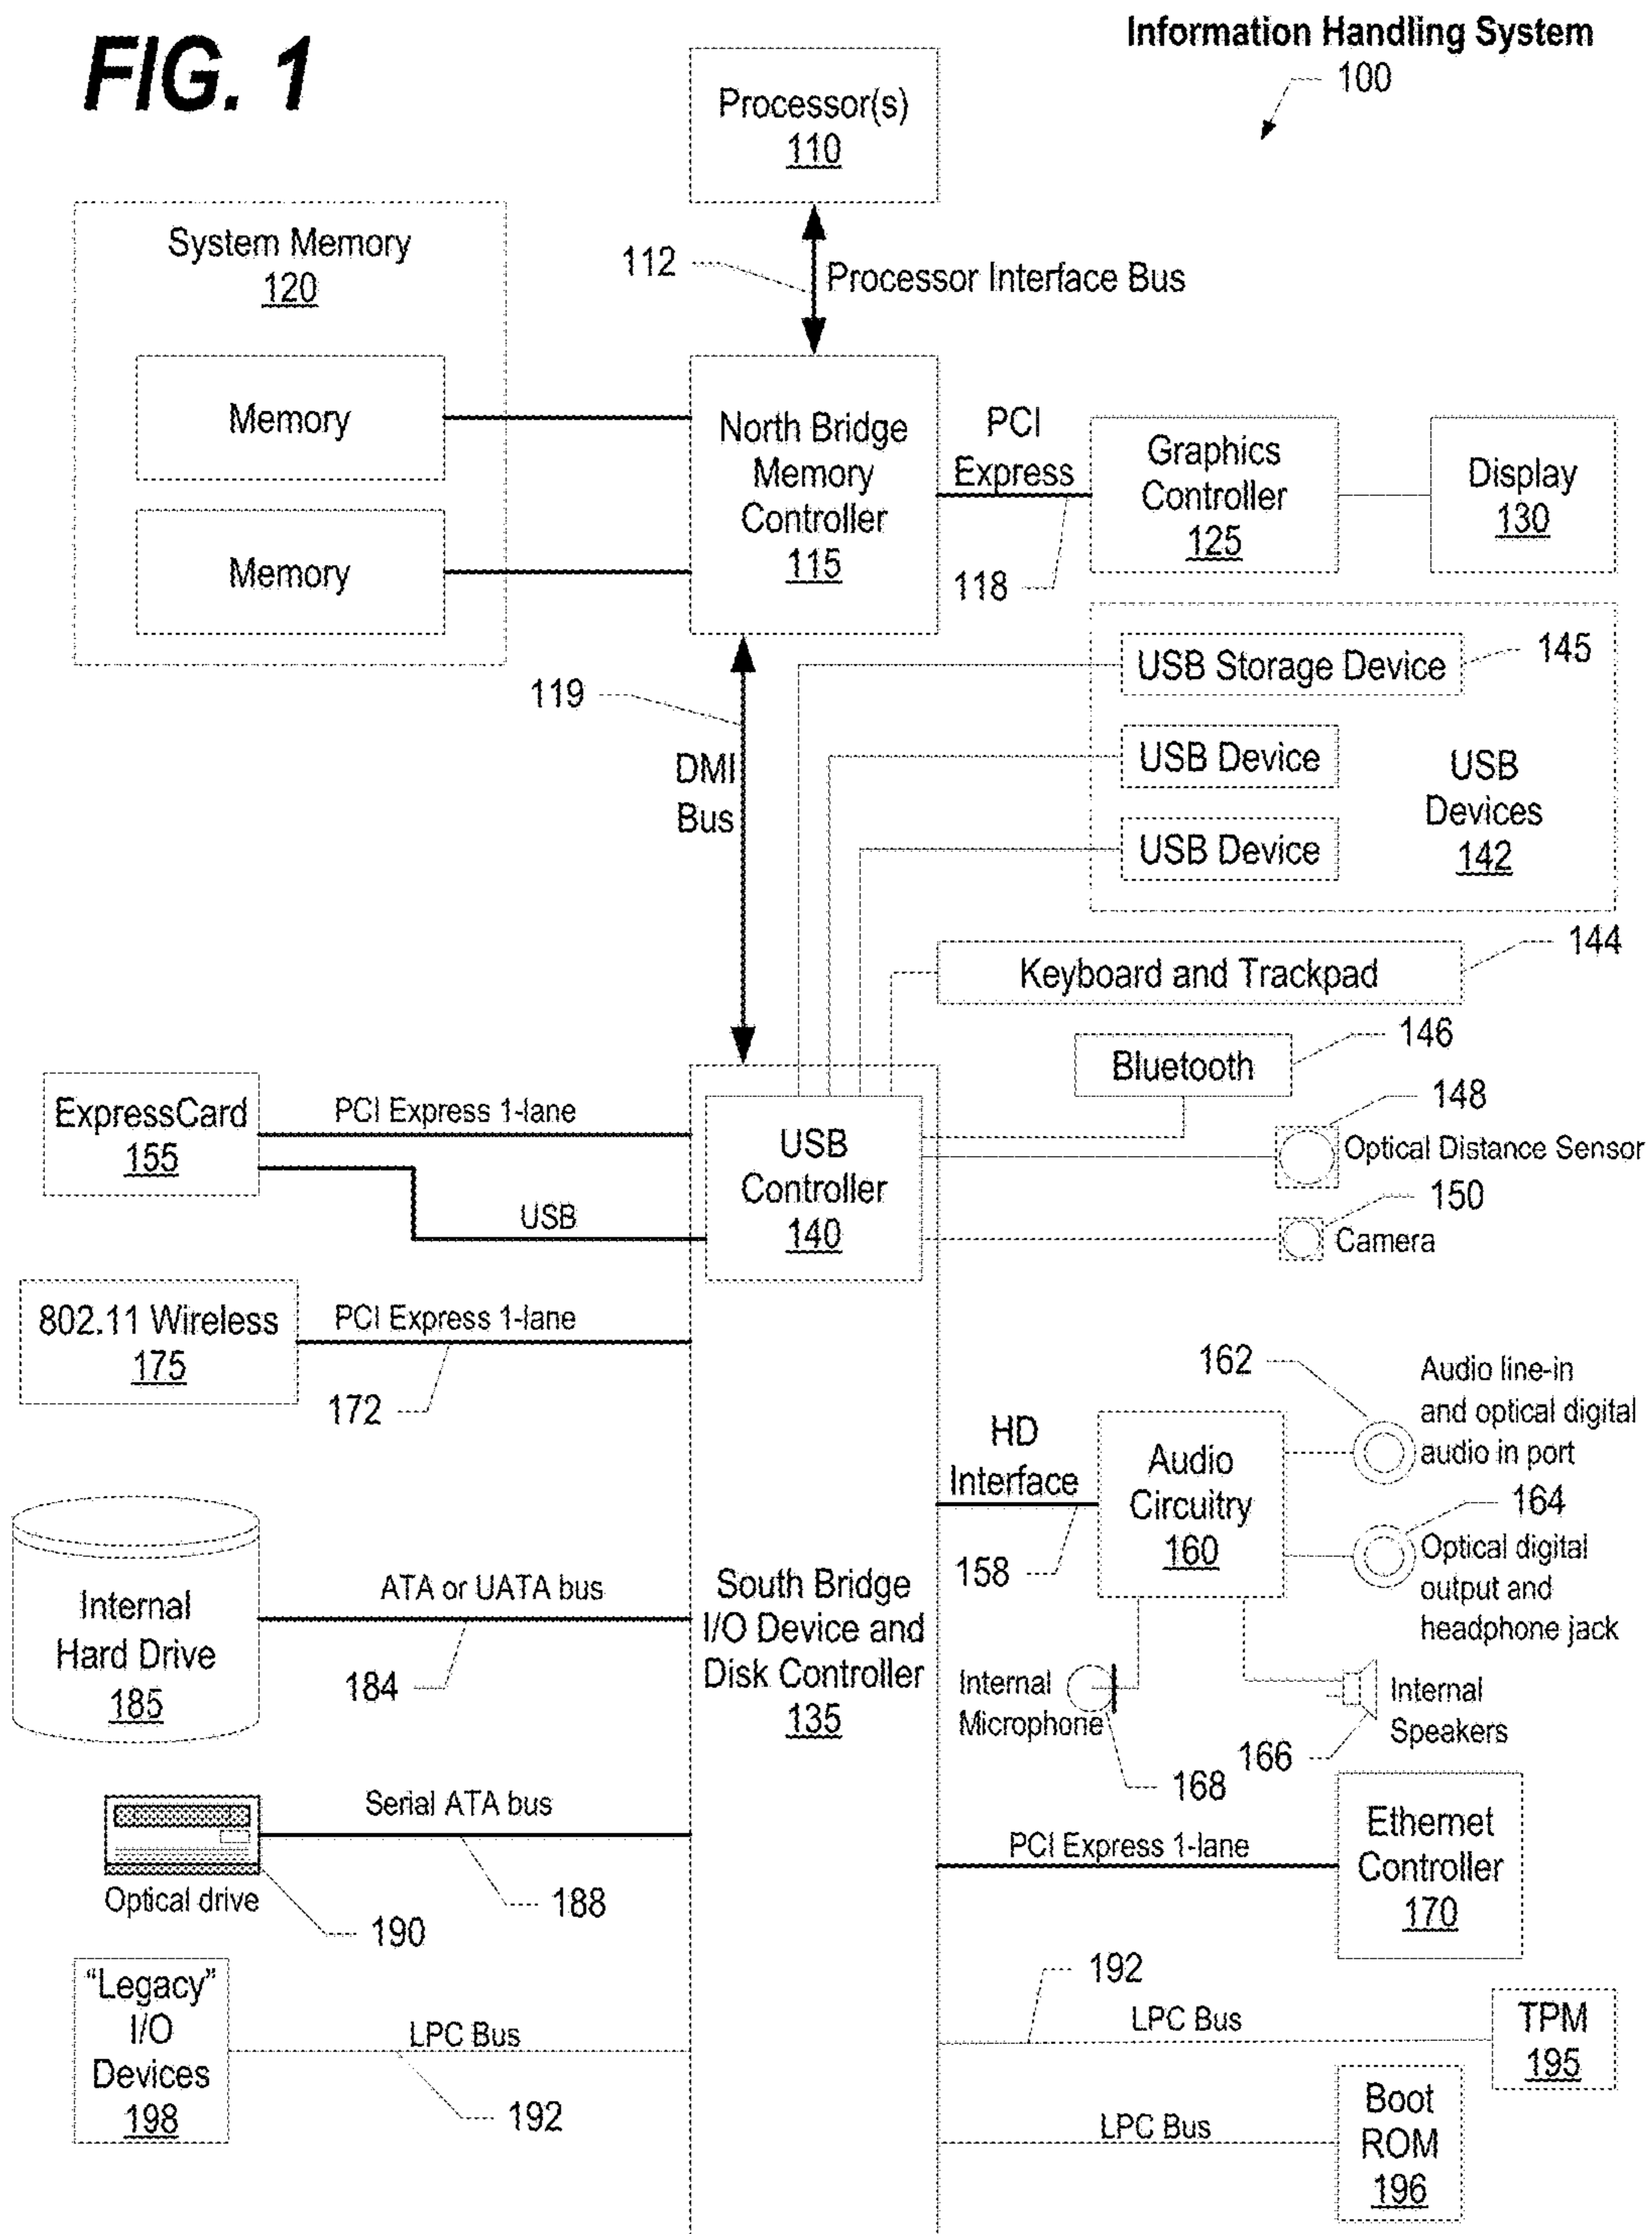 FIG. 1
Information Handling System
100
Processor(s)
110
System Memory
120
112
Processor Interface Bus
Memory
Memory
North Bridge
Memory
Controller
115
PCI
Express
118
Graphics
Controller
125
Display
130
119
DMI
Bus
USB Storage Device
145
USB Device
USB Device
USB
Devices
142
144
Keyboard and Trackpad
146
Bluetooth
148
Optical Distance Sensor
150
Camera
ExpressCard
155
PCI Express 1-lane
USB
USB
Controller
140
802.11 Wireless
175
PCI Express 1-lane
172
162
Audio line-in
and optical digital
audio in port
HD
Interface
158
Audio
Circuitry
160
164
Optical digital
output and
headphone jack
Internal
Hard Drive
185
ATA or UATA bus
184
South Bridge
I/O Device and
Disk Controller
135
Internal
Microphone
168
166
Internal
Speakers
Serial ATA bus
188
Optical drive
190
PCI Express 1-lane
Ethernet
Controller
170
"Legacy"
I/O
Devices
198
LPC Bus
192
192
LPC Bus
TPM
195
LPC Bus
Boot
ROM
196